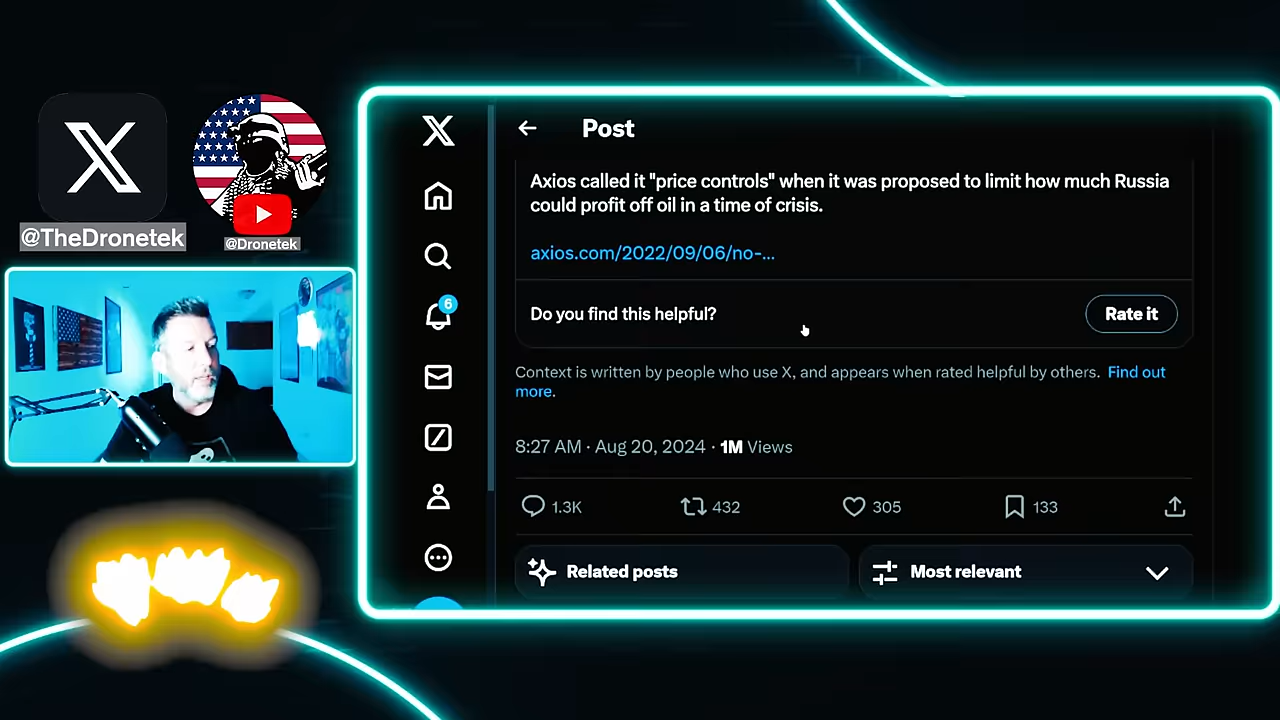 @TheDronetek
@Dronetek
Post
Axios called it "price controls" when it was proposed to limit how much Russia
could profit off oil in a time of crisis.
axios.com/2022/09/06/no-...
6
Do you find this helpful?
Rate it
Context is written by people who use X, and appears when rated helpful by others. Find out
more.
8:27 AM · Aug 20, 2024 · 1M Views
1.3K 432 305 133
Related posts
Most relevant